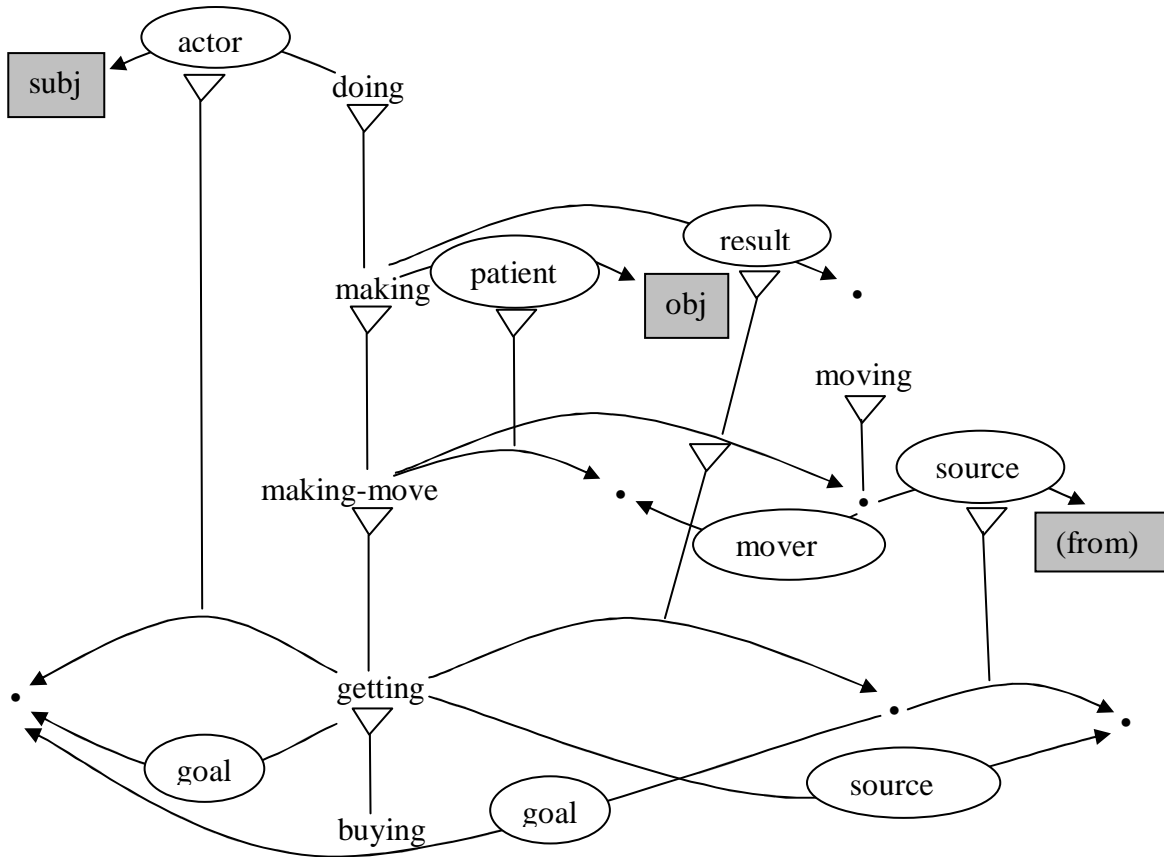 actor
subj
doing
result
patient
making
obj
moving
source
making-move
mover
(from)
getting
goal
source
goal
buying